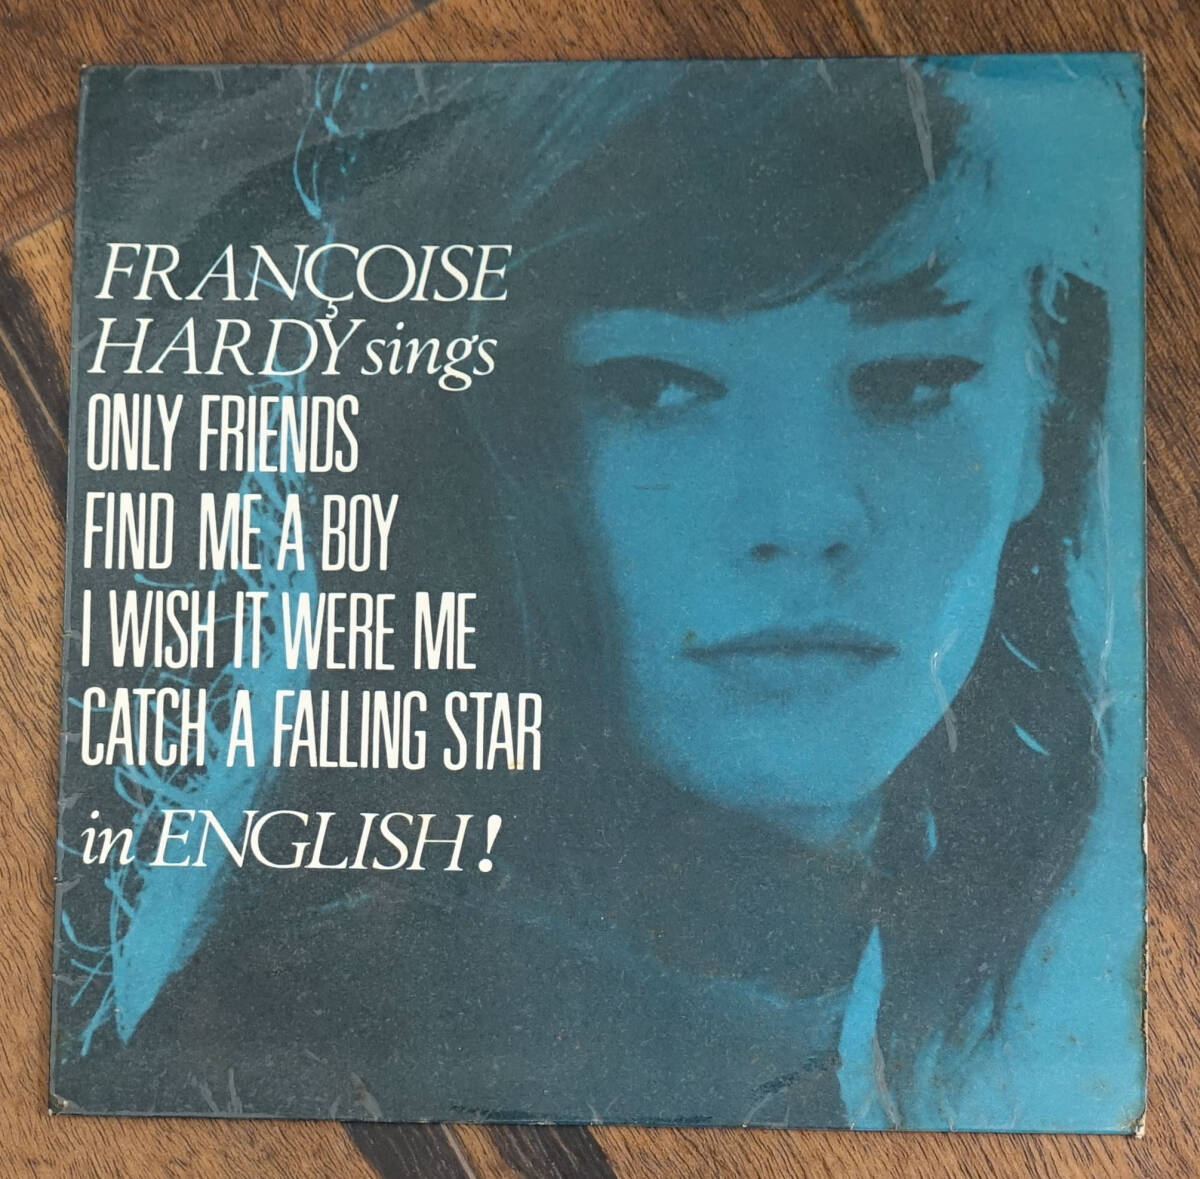 FRANÇOISE
HARDY sings
ONLY FRIENDS
FIND ME A BOY
I WISH IT WERE ME
CATCH A FALLING STAR
in ENGLISH!